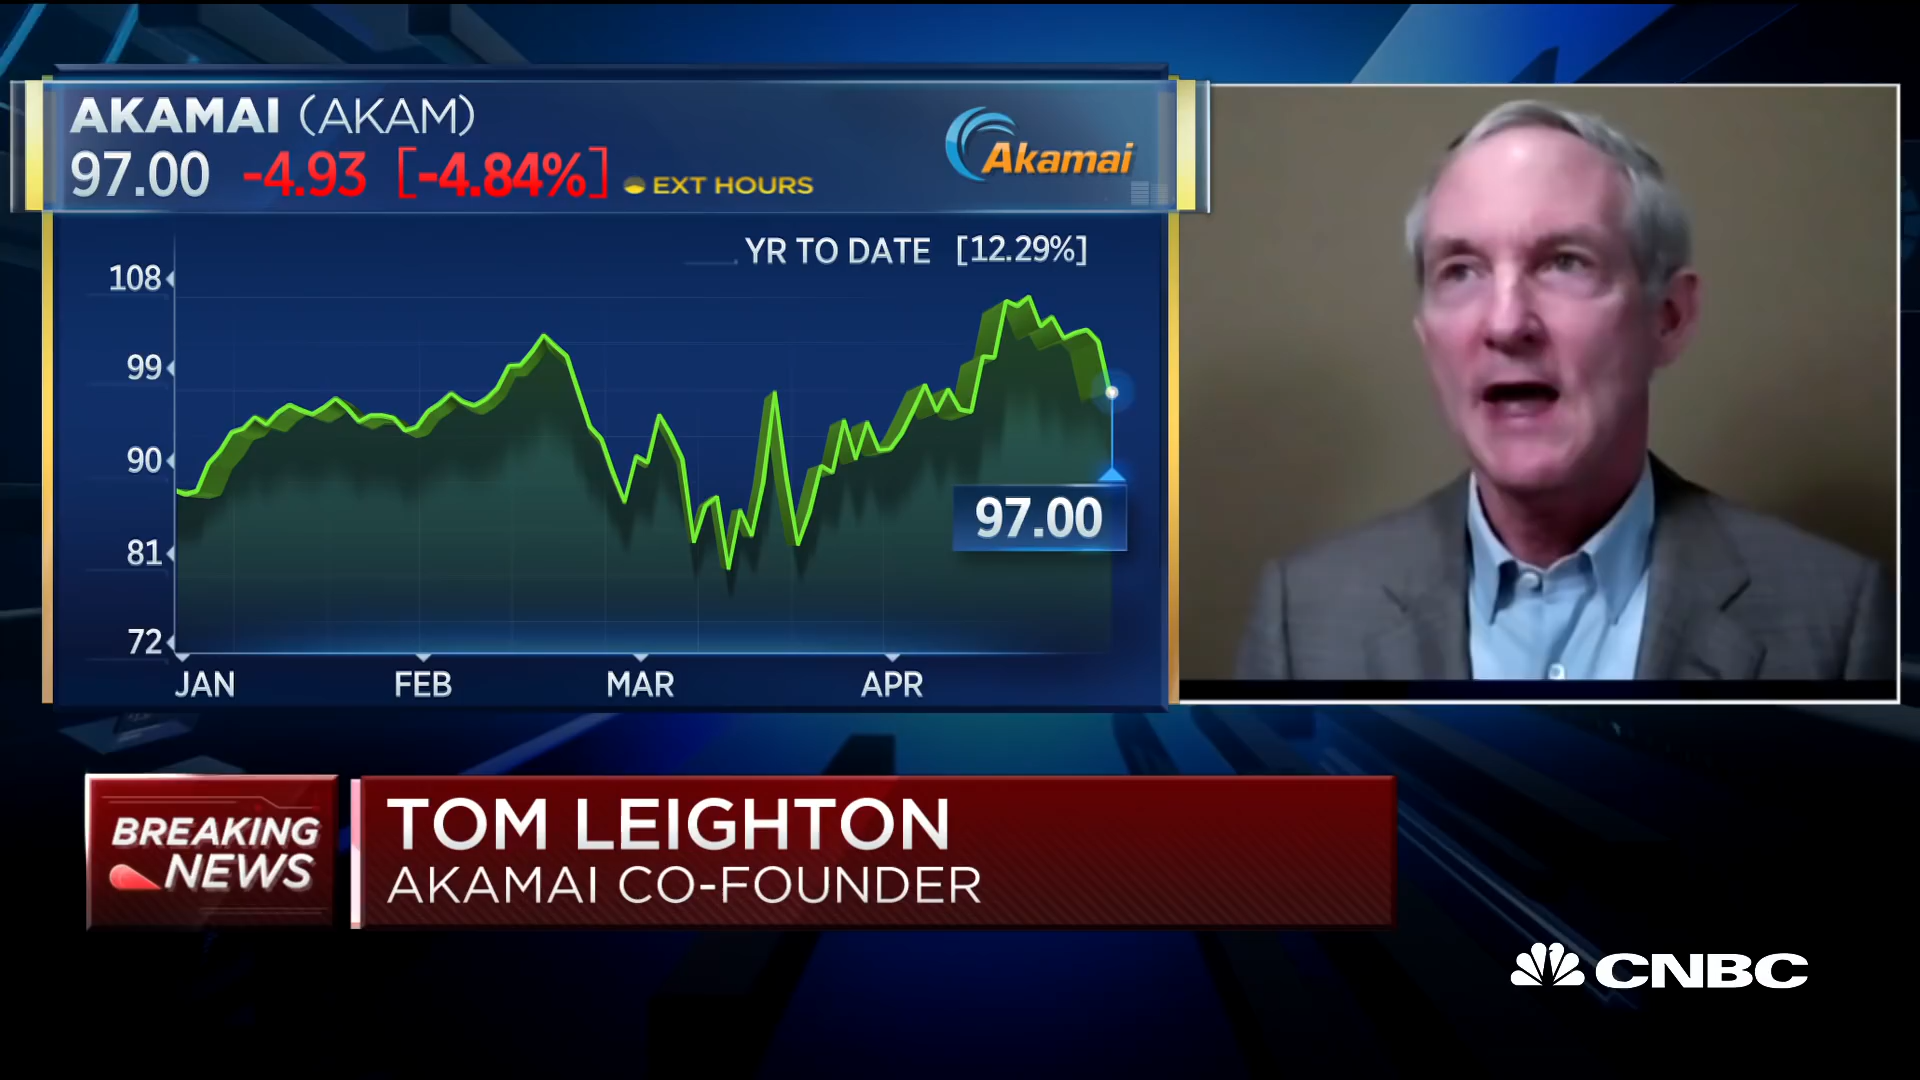 AKAMAI (AKAM)
97.00 -4.93 [-4.84%] EXT HOURS
Akamai
YR TO DATE [12.29%]
108
99
90
81
72
97.00
JAN FEB MAR APR
BREAKING
NEWS
TOM LEIGHTON
AKAMAI CO-FOUNDER
CNBC